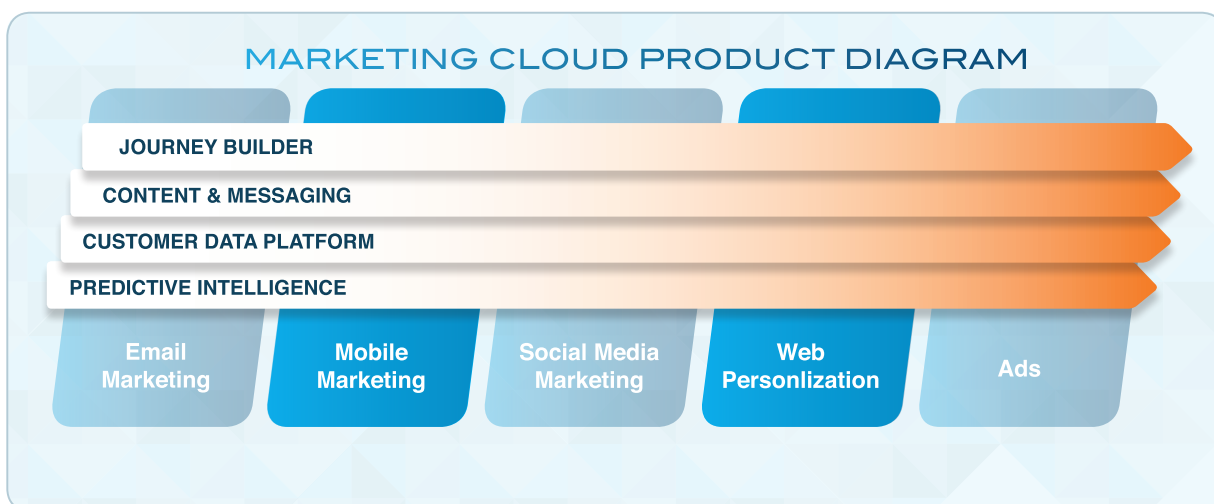 MARKETING CLOUD PRODUCT DIAGRAM
JOURNEY BUILDER
CONTENT & MESSAGING
CUSTOMER DATA PLATFORM
PREDICTIVE INTELLIGENCE
Email
Marketing
Mobile
Marketing
Social Media
Marketing
Web
Personlization
Ads